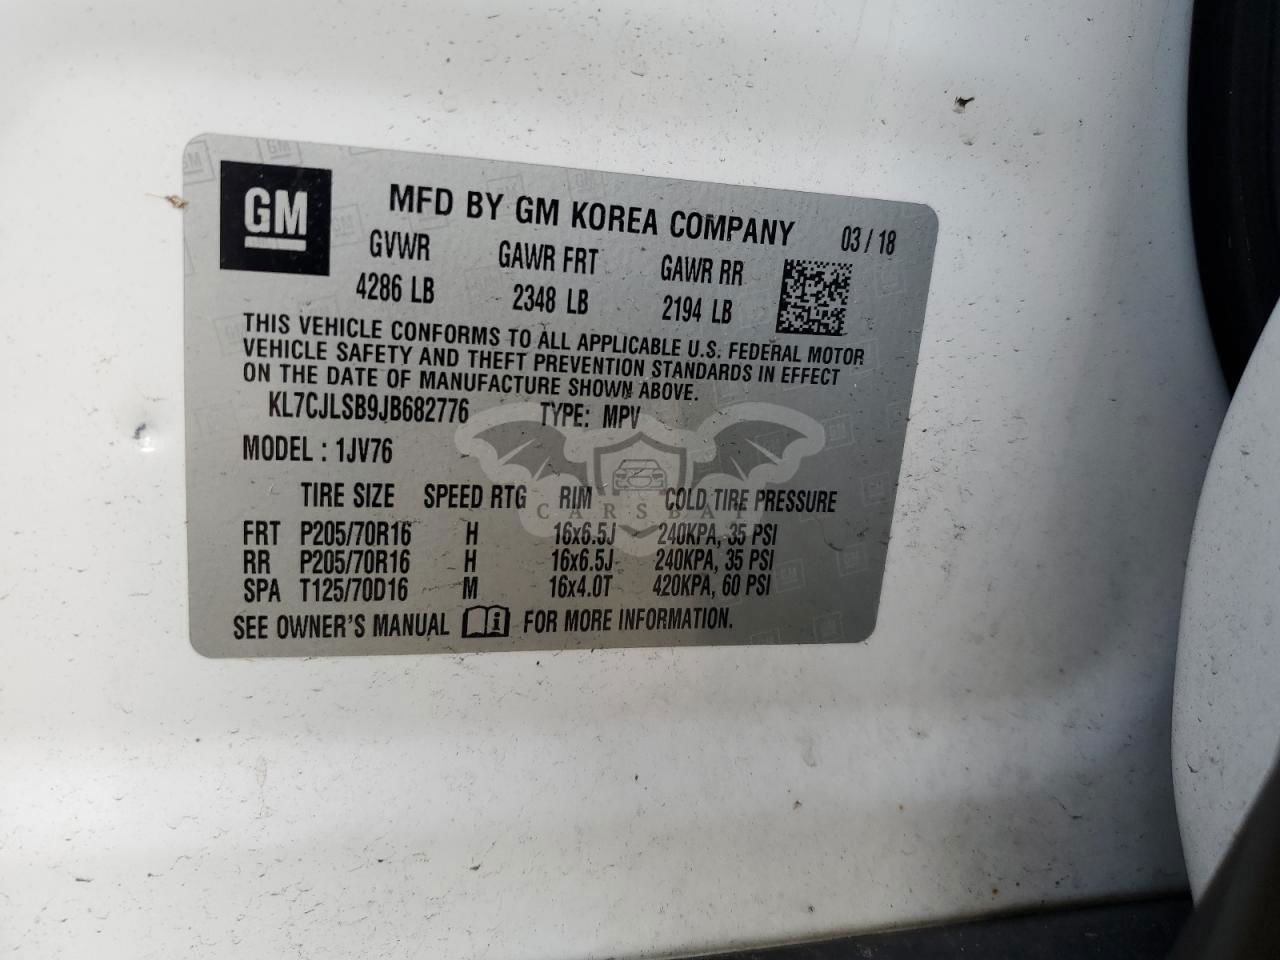 GM MFD BY GM KOREA COMPANY 03 / 18
GVWR GAWR FRT GAWR RR
4286 LB 2348 LB 2194 LB
THIS VEHICLE CONFORMS TO ALL APPLICABLE U.S. FEDERAL MOTOR
VEHICLE SAFETY AND THEFT PREVENTION STANDARDS IN EFFECT
ON THE DATE OF MANUFACTURE SHOWN ABOVE.
KL7CJLSB9JB682776 TYPE: MPV
MODEL : 1JV76
TIRE SIZE SPEED RTG RIM COLD TIRE PRESSURE
CARSBAT
FRT P205/70R16 H 16x6.5J 240KPA, 35 PSI
RR P205/70R16 H 16x6.5J 240KPA, 35 PSI
SPA T125/70D16 M 16x4.0T 420KPA, 60 PSI
SEE OWNER'S MANUAL i FOR MORE INFORMATION.